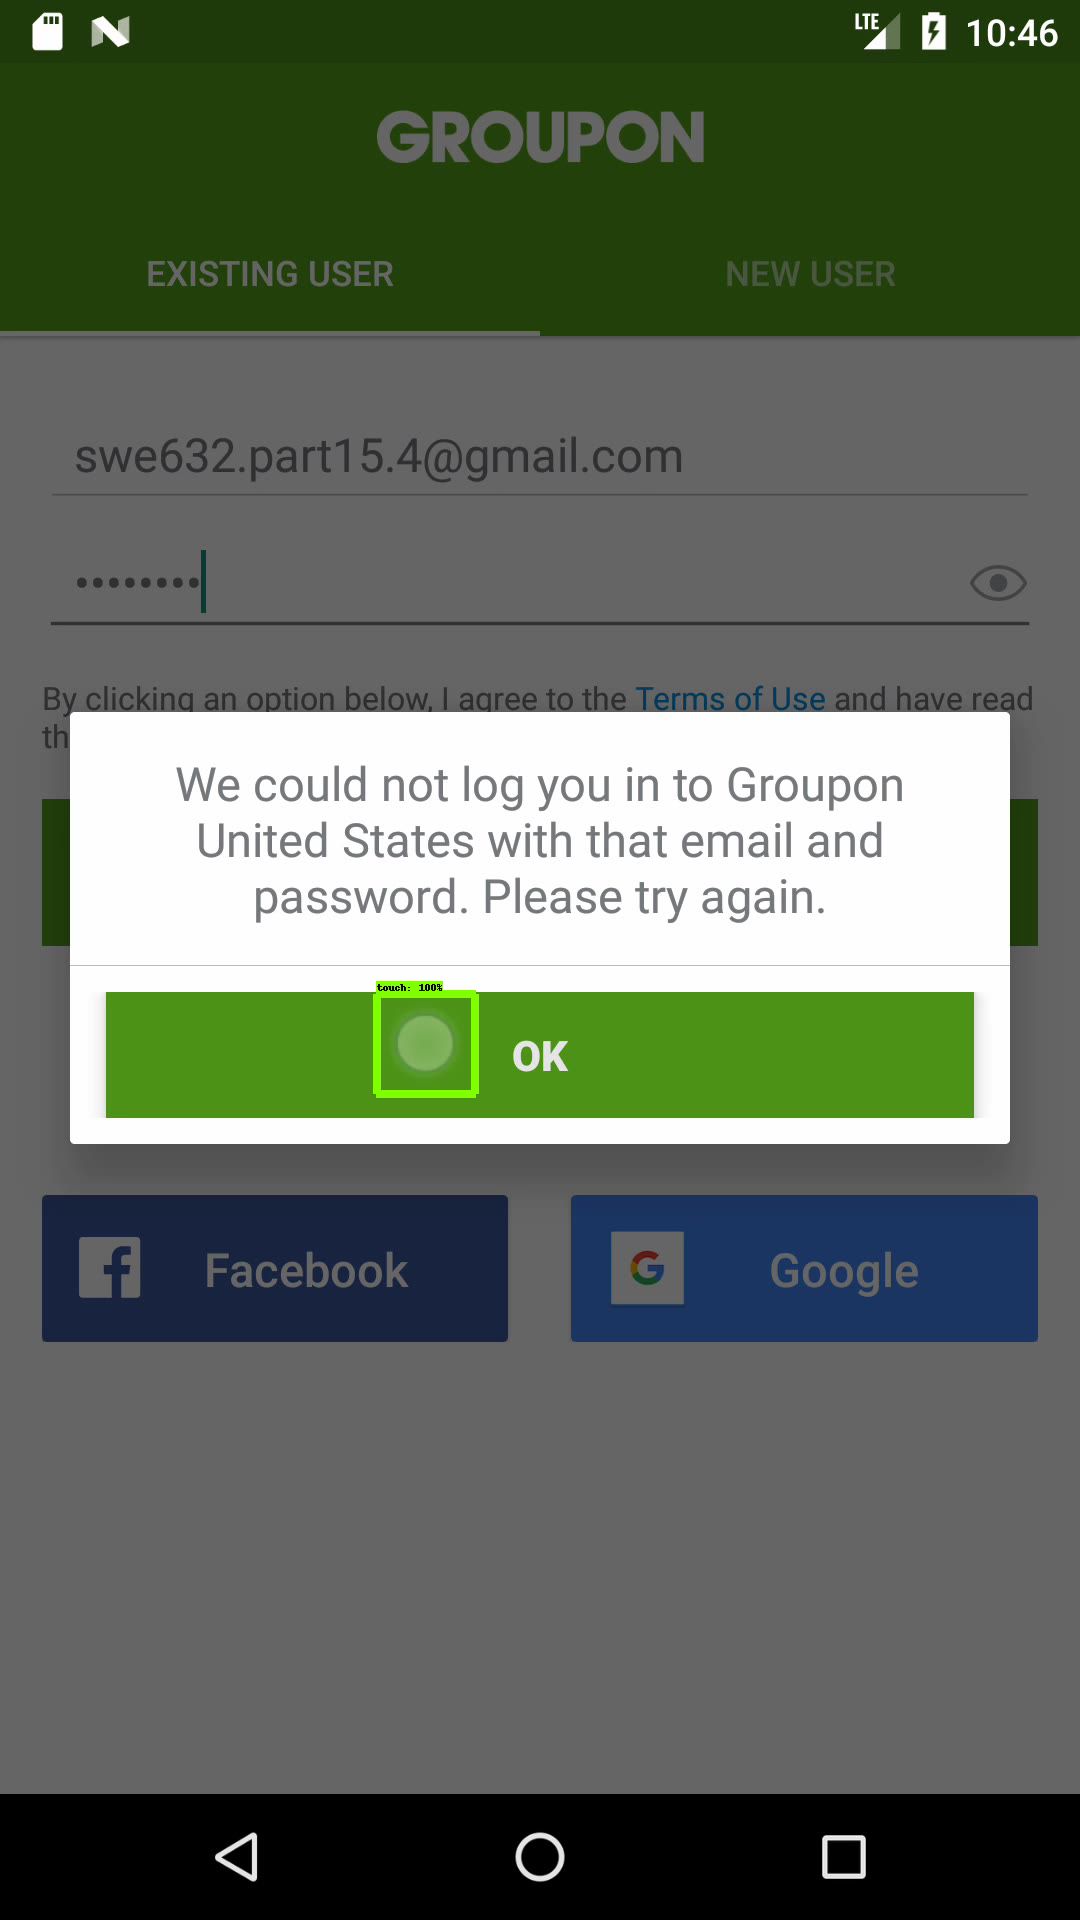 LTE 10:46
GROUPON
EXISTING USER NEW USER
swe632.part15.4@gmail.com
••••••••
By clicking an option below, I agree to the Terms of Use and have read
th
We could not log you in to Groupon
United States with that email and
password. Please try again.
touch: 100%
OK
Facebook Google